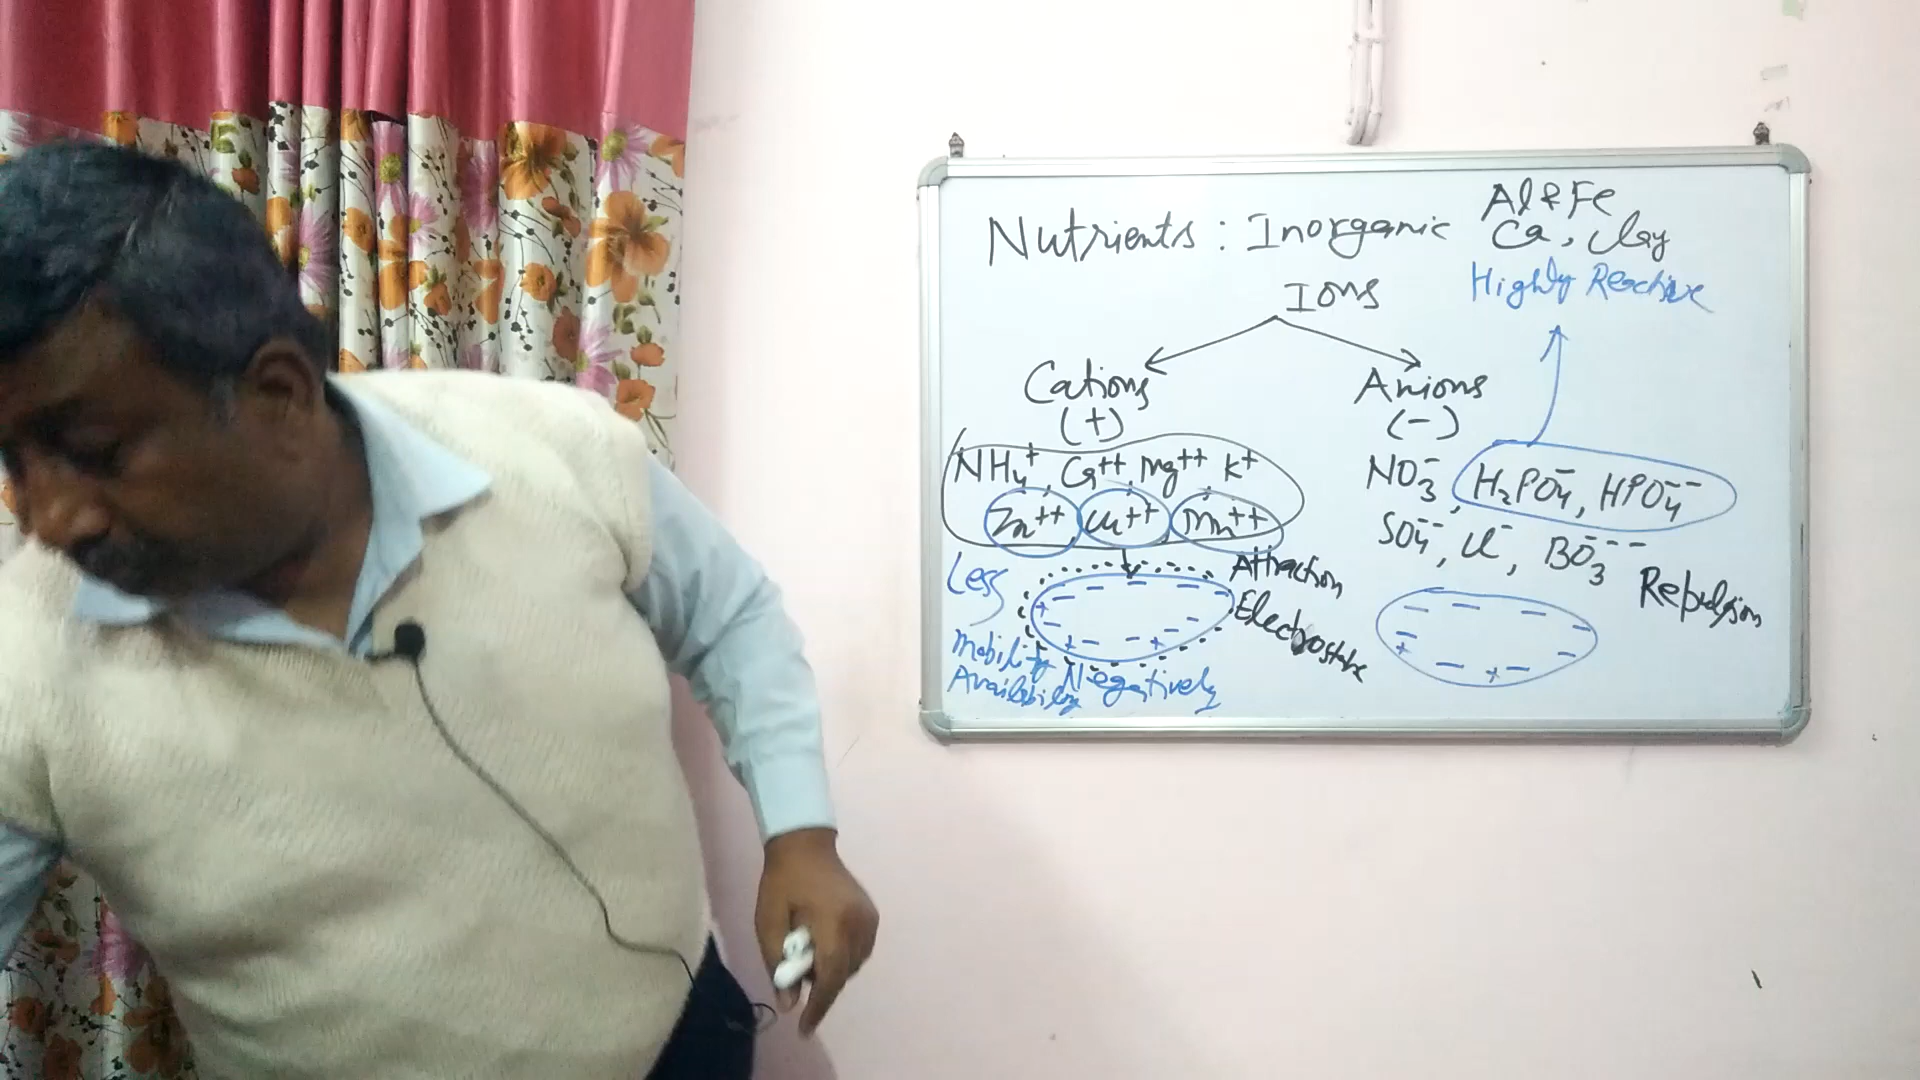 Nutrients : Inorganic
Ions
Al & Fe
Ca, Clay
Highly Reactive
Cations
(+)
Anions
(-)
NH₄⁺, Ca⁺⁺, Mg⁺⁺, K⁺
Zn⁺⁺, Cu⁺⁺, Mn⁺⁺
NO₃⁻, H₂PO₄⁻, HPO₄⁻⁻
SO₄⁻⁻, Cl⁻, BO₃⁻⁻⁻
Less
Mobility
Availability
Negatively
Attraction
Electrostatic
Repulsion